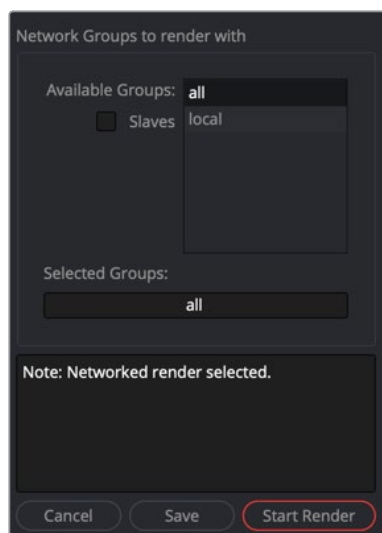 Network Groups to render with
Available Groups: all
Slaves local
Selected Groups:
all
Note: Networked render selected.
Cancel Save Start Render